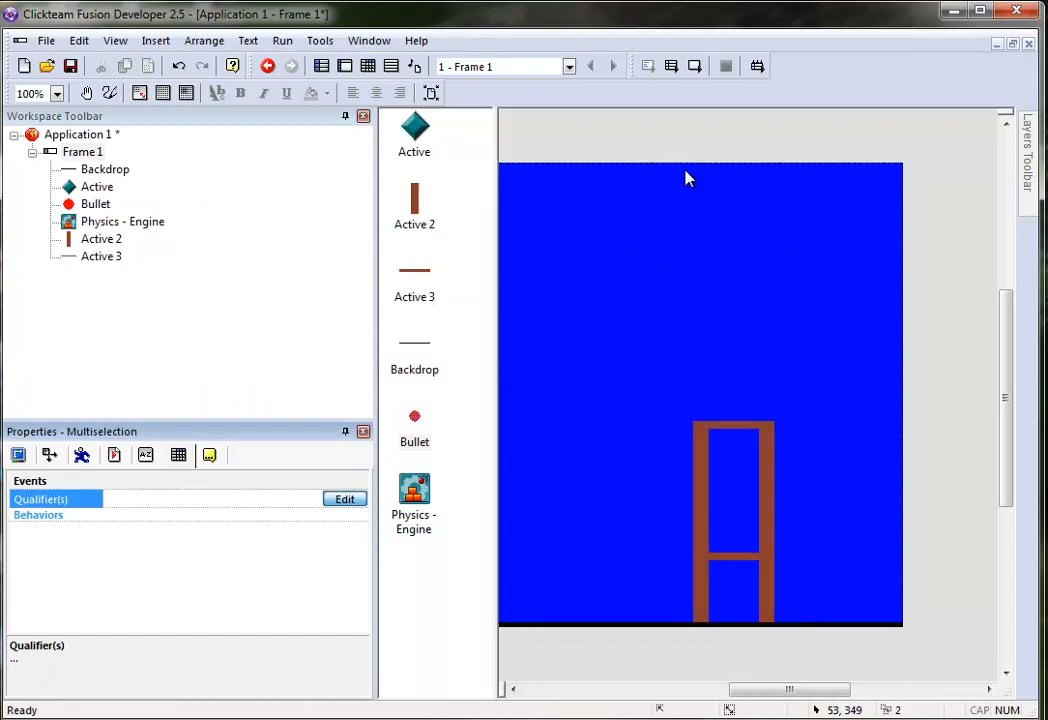 Clickteam Fusion Developer 2.5 - [Application 1 - Frame 1*]
File Edit View Insert Arrange Text Run Tools Window Help
1 - Frame 1
100% B I U
Workspace Toolbar
Application 1 *
Frame 1
Backdrop
Active
Bullet
Physics - Engine
Active 2
Active 3
Properties - Multiselection
Events
Qualifier(s) Edit
Behaviors
Qualifier(s)
...
Active
Active 2
Active 3
Backdrop
Bullet
Physics -
Engine
Layers Toolbar
Ready 53, 349 2 CAP NUM